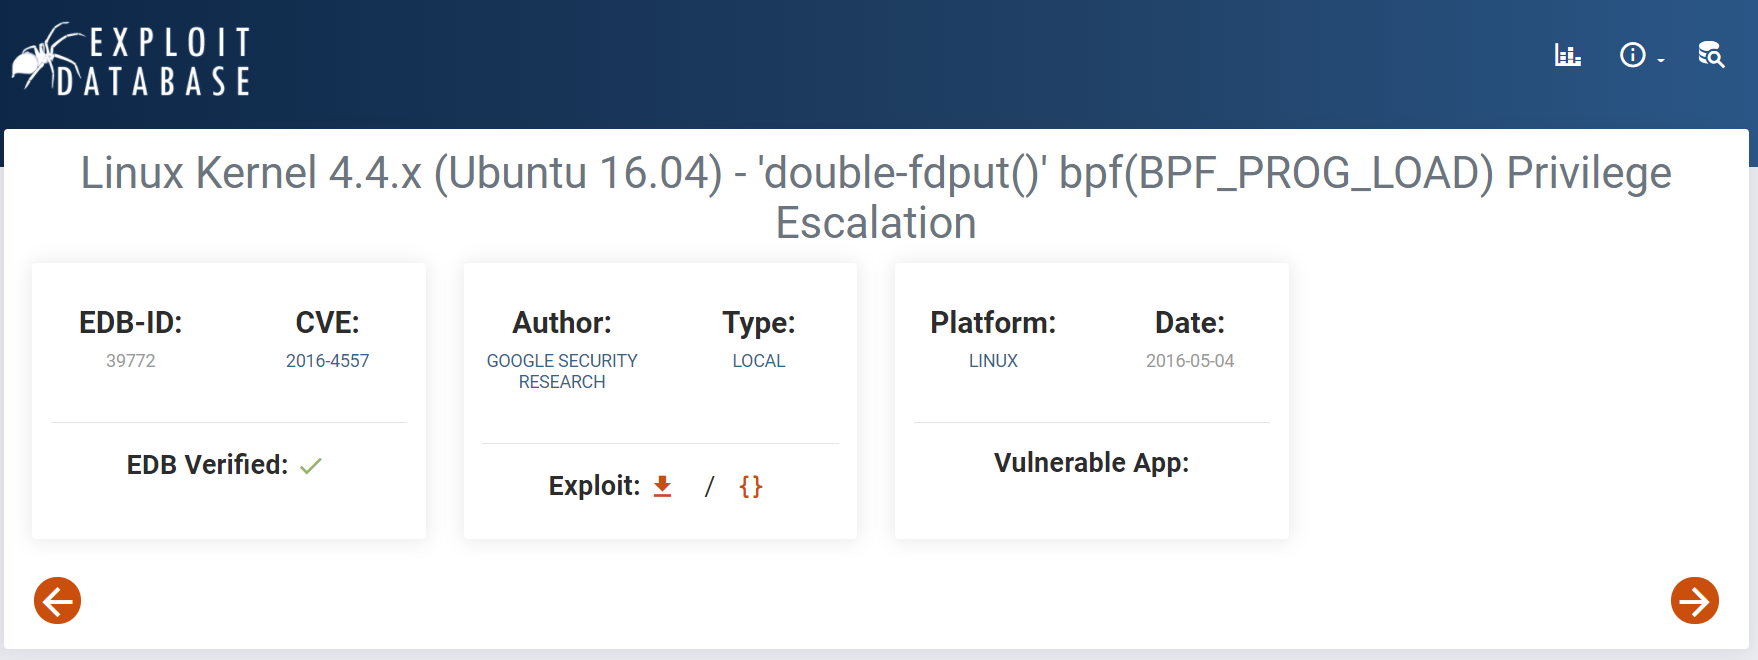 EXPLOIT
DATABASE
Linux Kernel 4.4.x (Ubuntu 16.04) - 'double-fdput()' bpf(BPF_PROG_LOAD) Privilege
Escalation
EDB-ID:
39772
CVE:
2016-4557
EDB Verified:
Author:
GOOGLE SECURITY
RESEARCH
Type:
LOCAL
Exploit: / {}
Platform:
LINUX
Date:
2016-05-04
Vulnerable App: